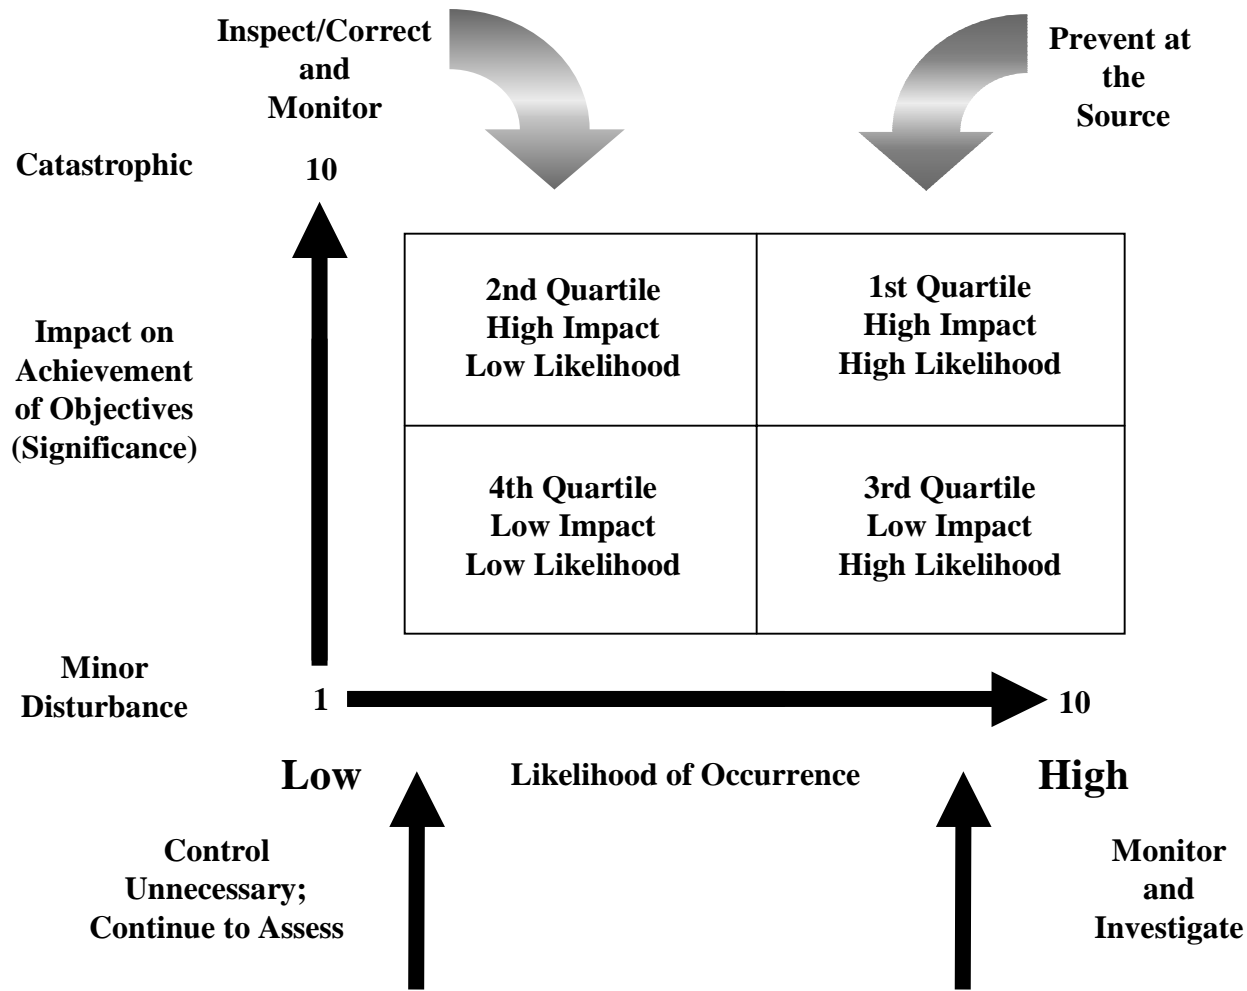 Inspect/Correct
and
Monitor
Prevent at
the
Source
Catastrophic
10
Impact on
Achievement
of Objectives
(Significance)
2nd Quartile
High Impact
Low Likelihood
1st Quartile
High Impact
High Likelihood
4th Quartile
Low Impact
Low Likelihood
3rd Quartile
Low Impact
High Likelihood
Minor
Disturbance
1
10
Low
Likelihood of Occurrence
High
Control
Unnecessary;
Continue to Assess
Monitor
and
Investigate